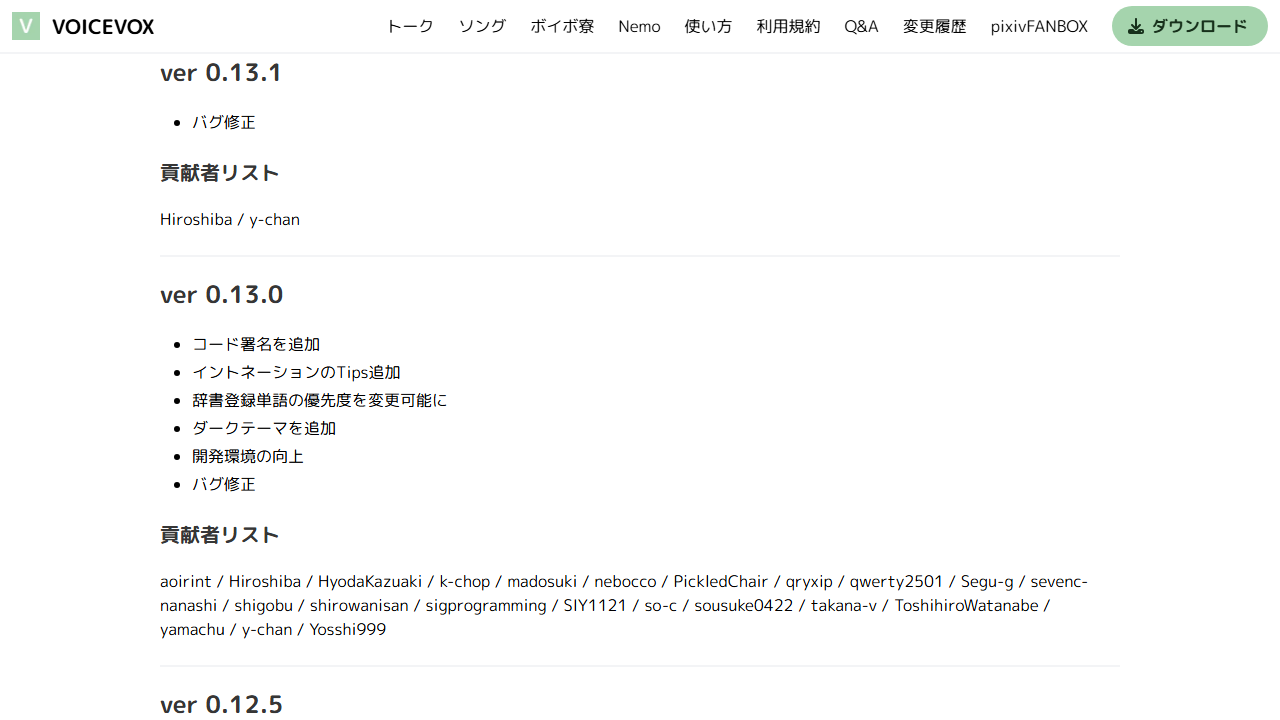 V VOICEVOX トーク ソング ボイボ寮 Nemo 使い方 利用規約 Q&A 変更履歴 pixivFANBOX ダウンロード
ver 0.13.1
• バグ修正
貢献者リスト
Hiroshiba / y-chan
ver 0.13.0
• コード署名を追加
• イントネーションのTips追加
• 辞書登録単語の優先度を変更可能に
• ダークテーマを追加
• 開発環境の向上
• バグ修正
貢献者リスト
aoirint / Hiroshiba / HyodaKazuaki / k-chop / madosuki / nebocco / PickledChair / qryxip / qwerty2501 / Segu-g / sevenc-
nanashi / shigobu / shirowanisan / sigprogramming / SIY1121 / so-c / sousuke0422 / takana-v / ToshihiroWatanabe /
yamachu / y-chan / Yosshi999
ver 0.12.5